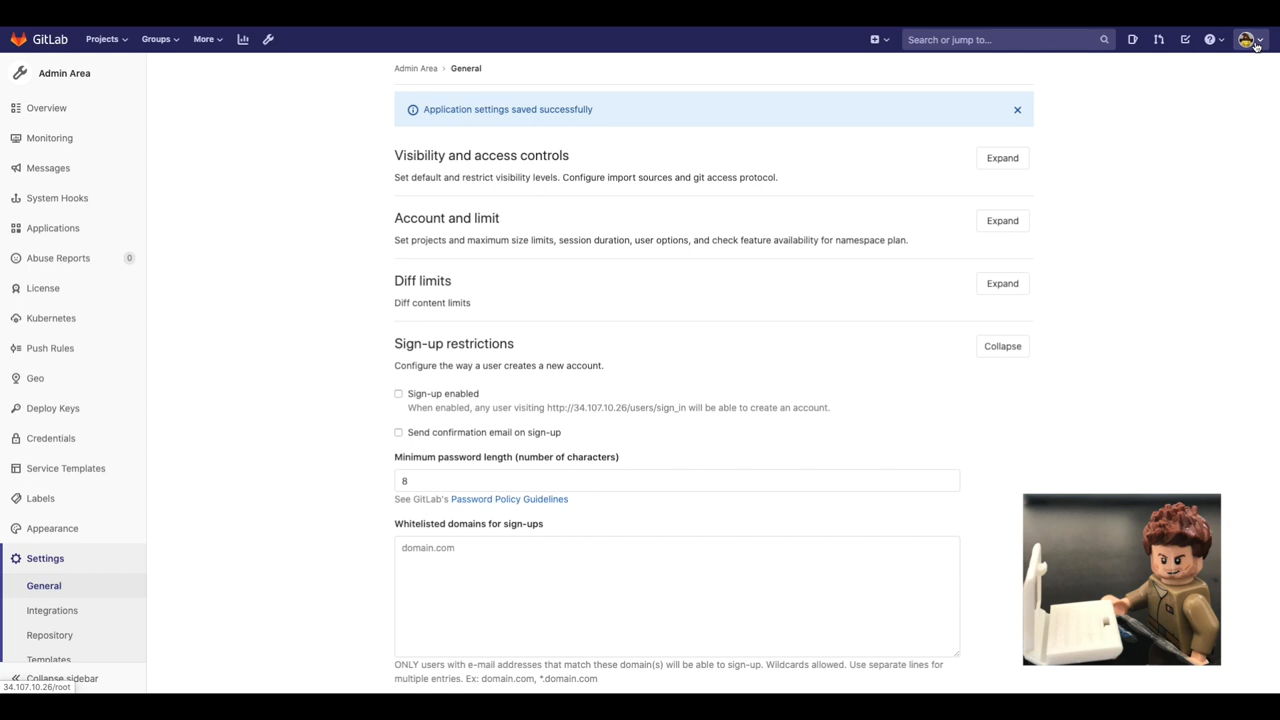 GitLab
Projects
Groups
More
Search or jump to...
Admin Area
Overview
Monitoring
Messages
System Hooks
Applications
Abuse Reports 0
License
Kubernetes
Push Rules
Geo
Deploy Keys
Credentials
Service Templates
Labels
Appearance
Settings
General
Integrations
Repository
Templates
Collapse sidebar
34.107.10.26/root
Admin Area > General
Application settings saved successfully
Visibility and access controls
Expand
Set default and restrict visibility levels. Configure import sources and git access protocol.
Account and limit
Expand
Set projects and maximum size limits, session duration, user options, and check feature availability for namespace plan.
Diff limits
Expand
Diff content limits
Sign-up restrictions
Collapse
Configure the way a user creates a new account.
Sign-up enabled
When enabled, any user visiting http://34.107.10.26/users/sign_in will be able to create an account.
Send confirmation email on sign-up
Minimum password length (number of characters)
8
See GitLab's Password Policy Guidelines
Whitelisted domains for sign-ups
domain.com
ONLY users with e-mail addresses that match these domain(s) will be able to sign-up. Wildcards allowed. Use separate lines for
multiple entries. Ex: domain.com, *.domain.com